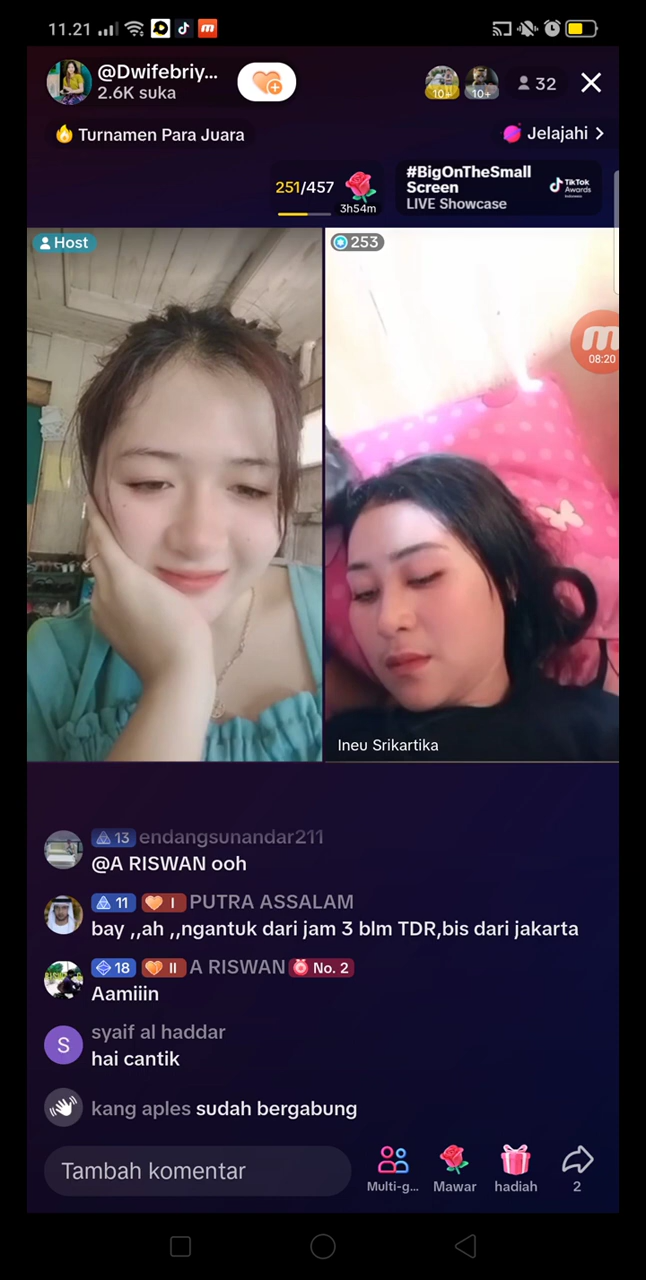 11.21
@Dwifebriy...
2.6K suka
10+
10+
32
Turnamen Para Juara
Jelajahi >
251/457
3h54m
#BigOnTheSmall
Screen
LIVE Showcase
TikTok
Awards
Host
253
08:20
Ineu Srikartika
13 endangsunandar211
@A RISWAN ooh
11 I PUTRA ASSALAM
bay ,,ah ,,ngantuk dari jam 3 blm TDR,bis dari jakarta
18 II A RISWAN No. 2
Aamiiin
S
syaif al haddar
hai cantik
kang aples sudah bergabung
Tambah komentar
Multi-g...
Mawar
hadiah
2